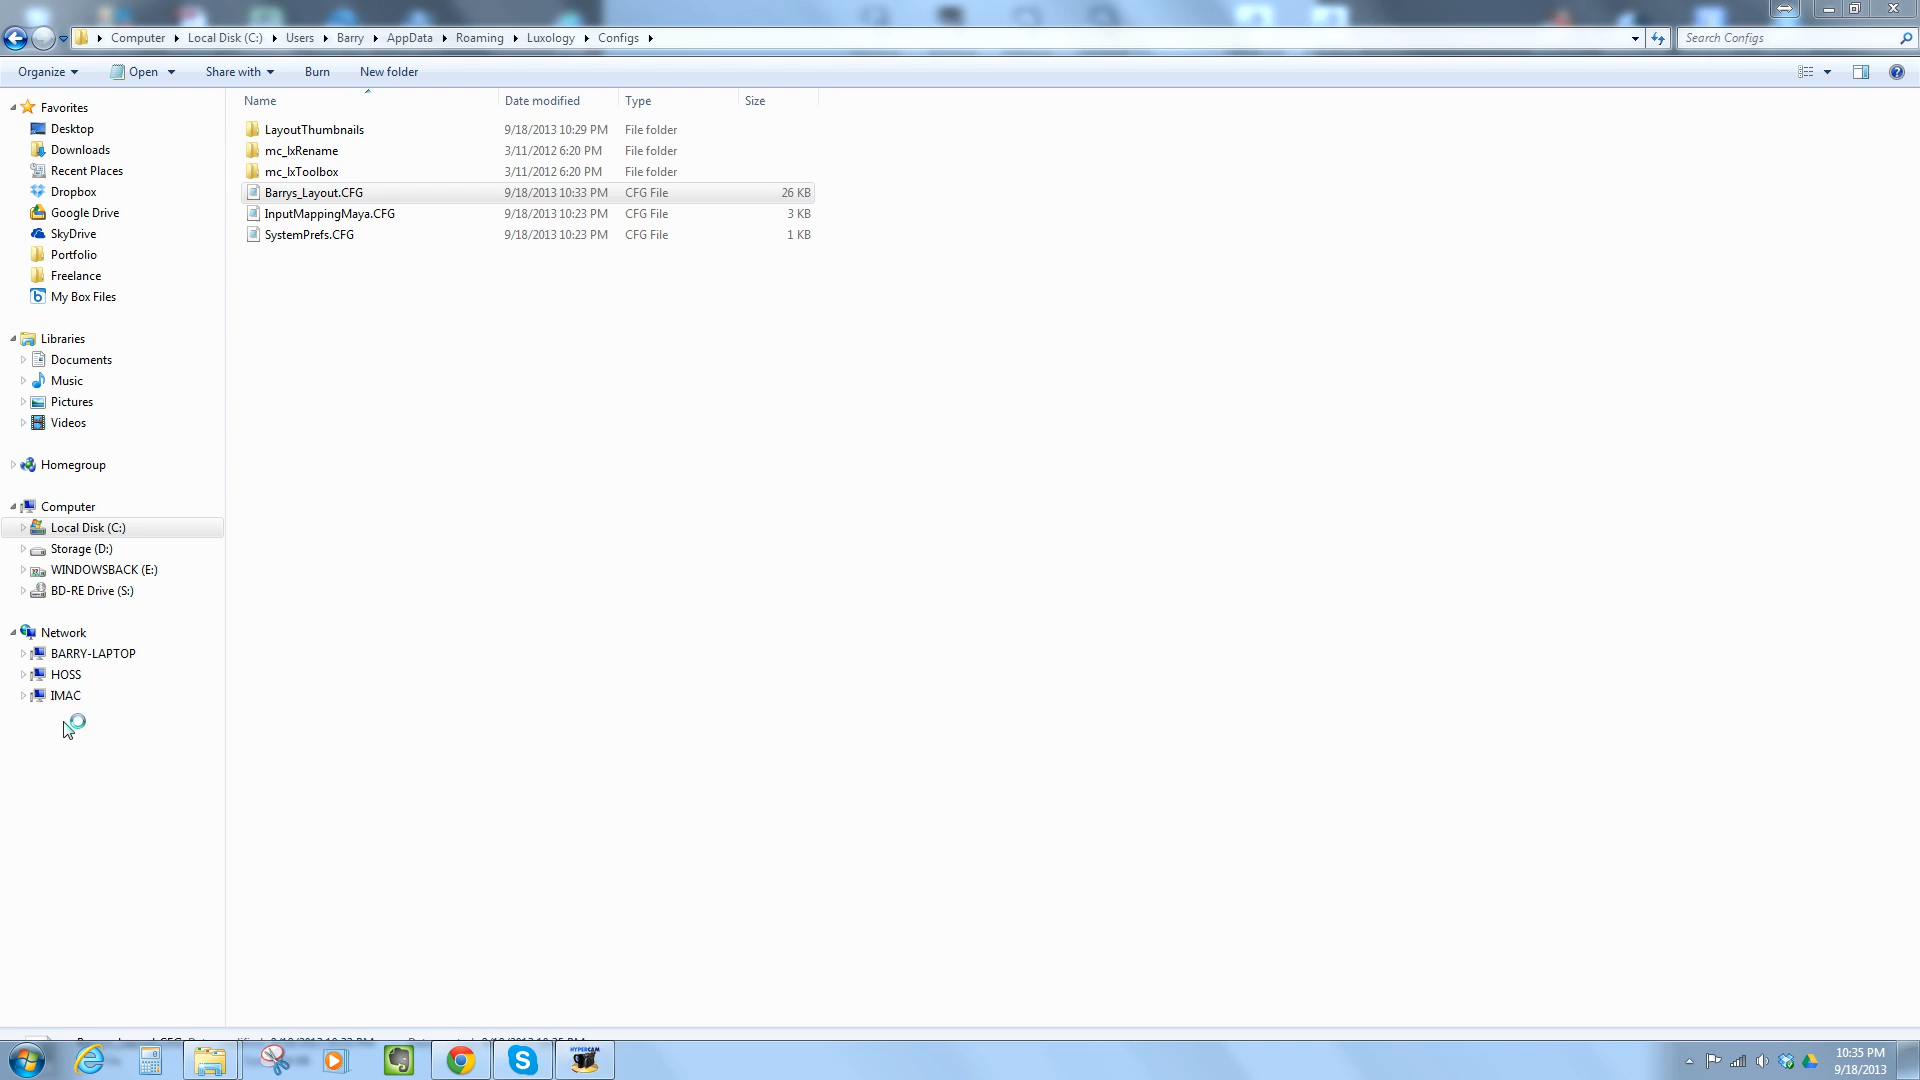 Computer Local Disk (C:) Users Barry AppData Roaming Luxology Configs Search Configs
Organize Open Share with Burn New folder
Name Date modified Type Size
Favorites
Desktop
Downloads
Recent Places
Dropbox
Google Drive
SkyDrive
Portfolio
Freelance
My Box Files
Libraries
Documents
Music
Pictures
Videos
Homegroup
Computer
Local Disk (C:)
Storage (D:)
WINDOWSBACK (E:)
BD-RE Drive (S:)
Network
BARRY-LAPTOP
HOSS
IMAC
LayoutThumbnails 9/18/2013 10:29 PM File folder
mc_lxRename 3/11/2012 6:20 PM File folder
mc_lxToolbox 3/11/2012 6:20 PM File folder
Barrys_Layout.CFG 9/18/2013 10:33 PM CFG File 26 KB
InputMappingMaya.CFG 9/18/2013 10:23 PM CFG File 3 KB
SystemPrefs.CFG 9/18/2013 10:23 PM CFG File 1 KB
HYPERCAM
10:35 PM
9/18/2013